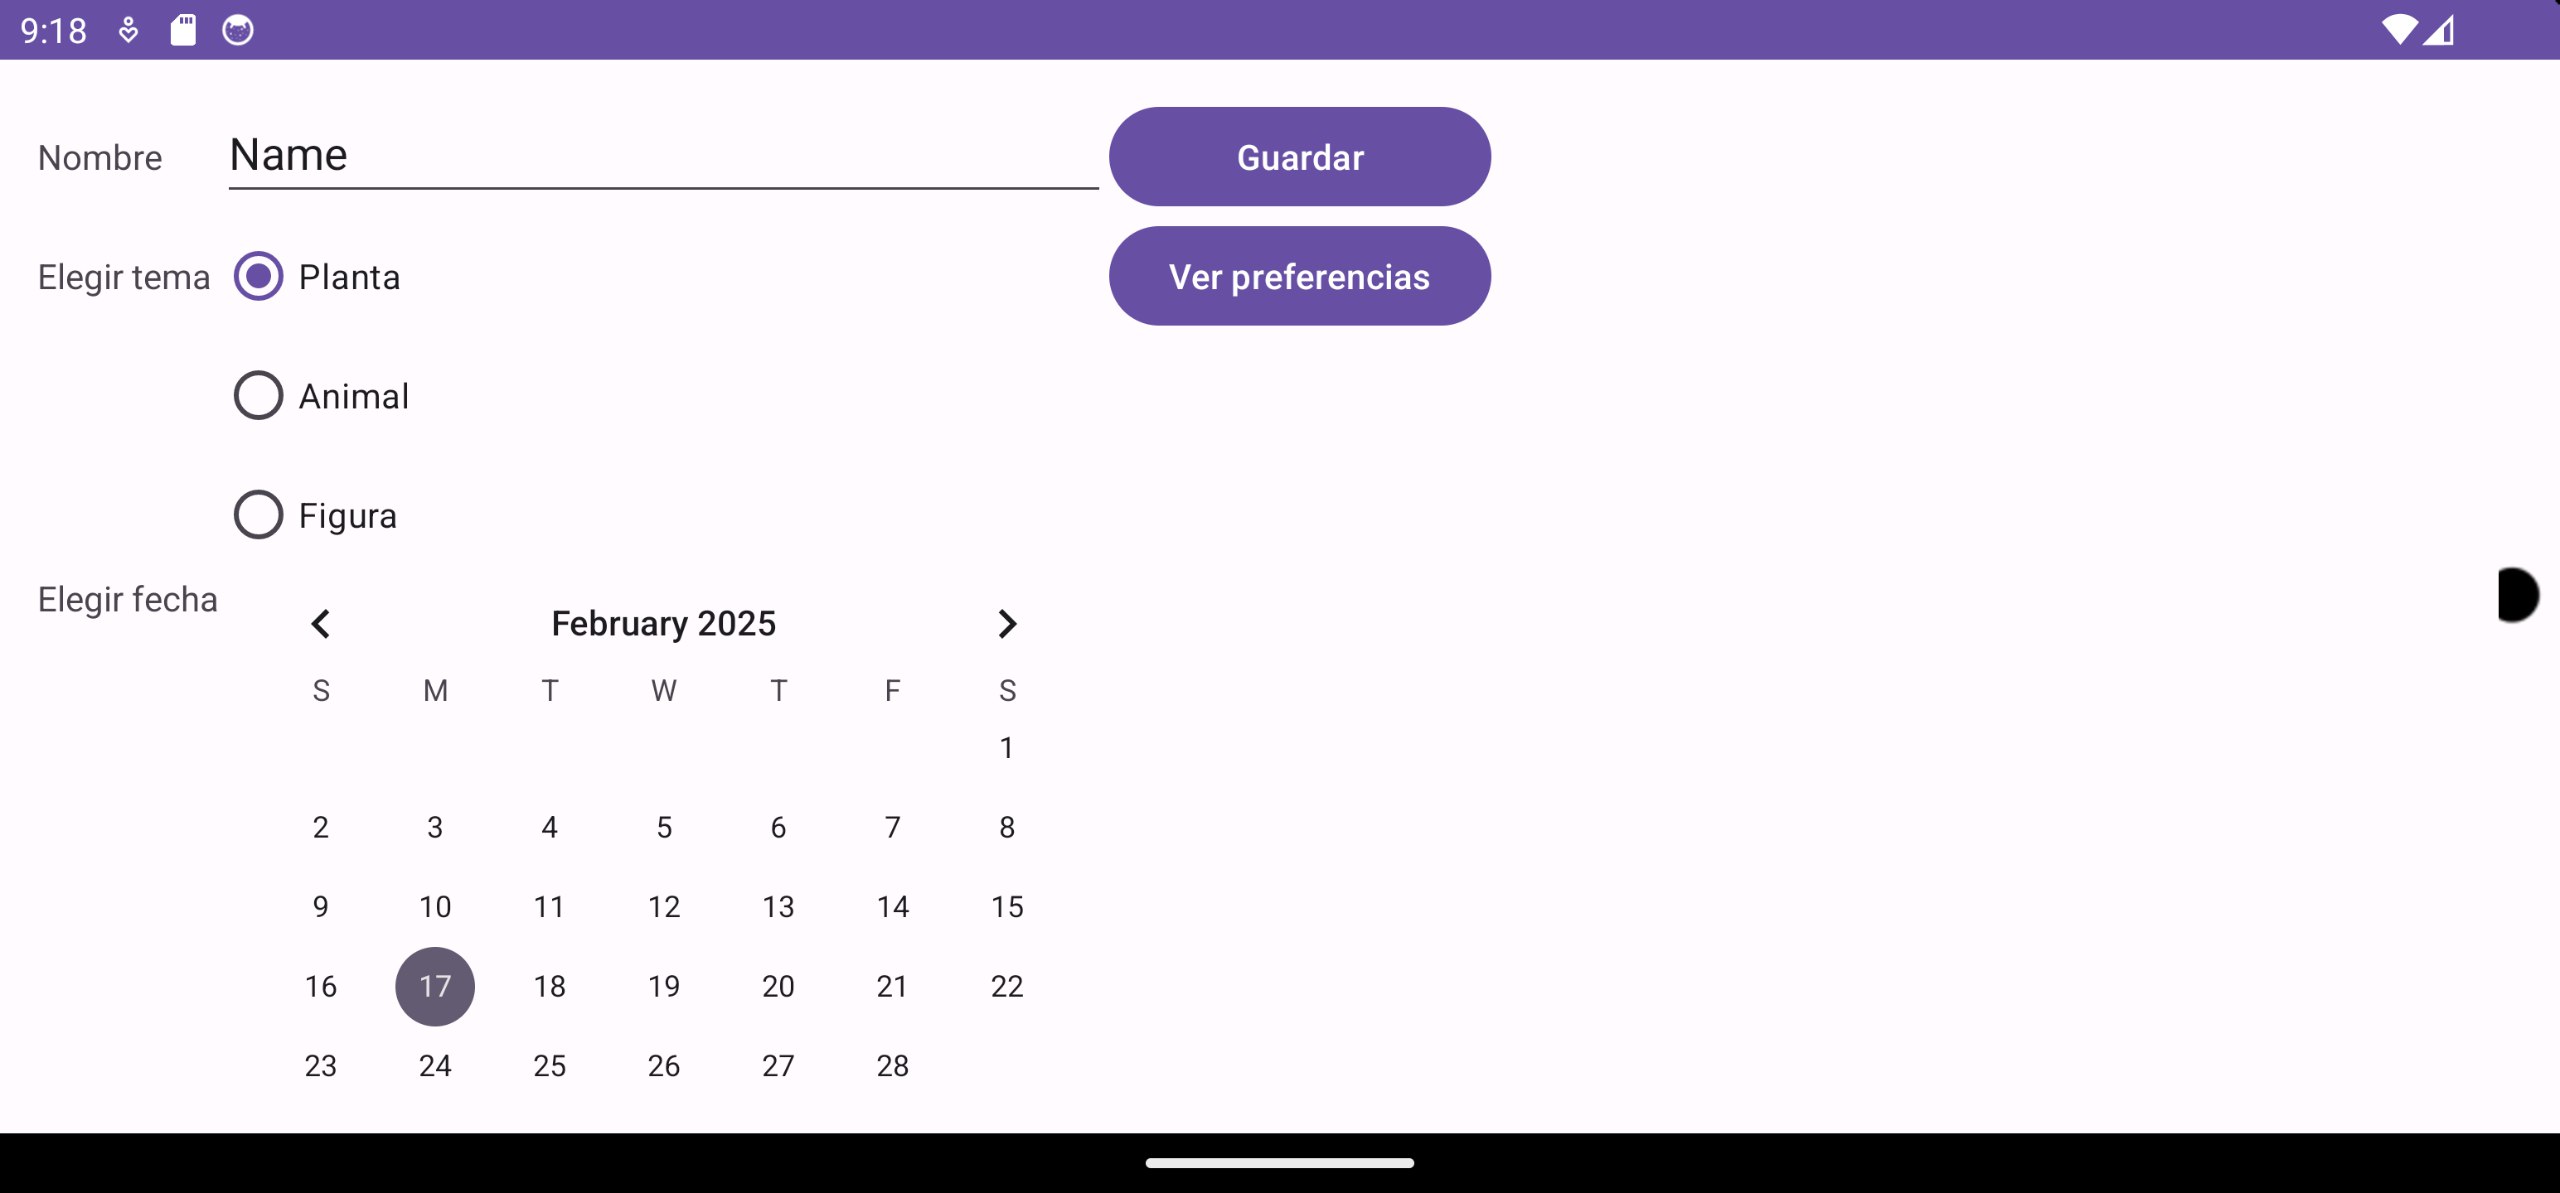 9:18
Nombre Name Guardar
Elegir tema Planta Ver preferencias
Animal
Figura
Elegir fecha
February 2025
S M T W T F S
1
2 3 4 5 6 7 8
9 10 11 12 13 14 15
16 17 18 19 20 21 22
23 24 25 26 27 28